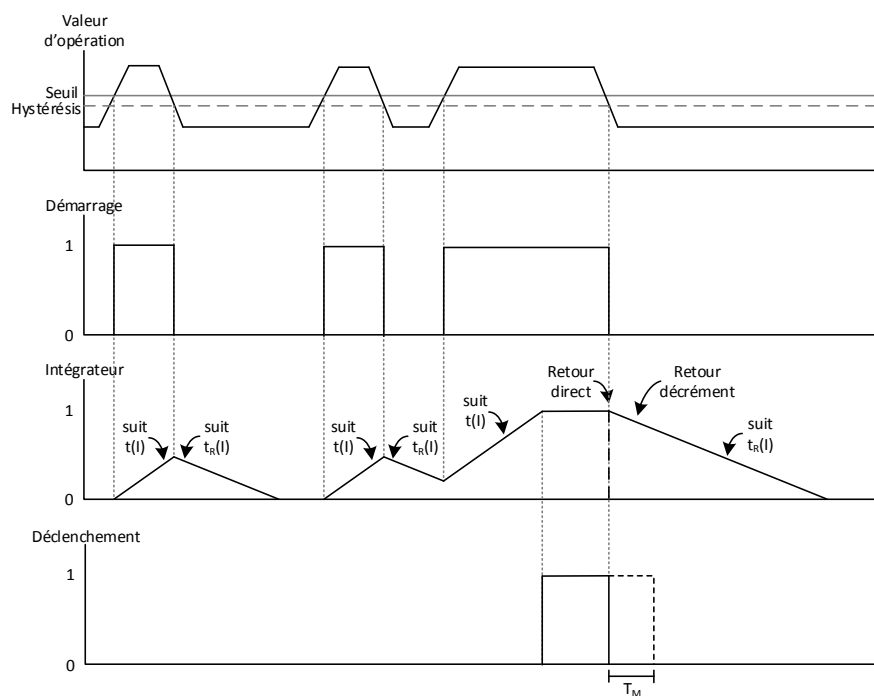 Valeur
d'opération
Seuil
Hystérésis
Démarrage
1
0
Intégrateur
1
0
suit
t(I)
suit
tR(I)
suit
t(I)
suit
tR(I)
suit
t(I)
Retour
direct
Retour
décrément
suit
tR(I)
Déclenchement
1
0
TM